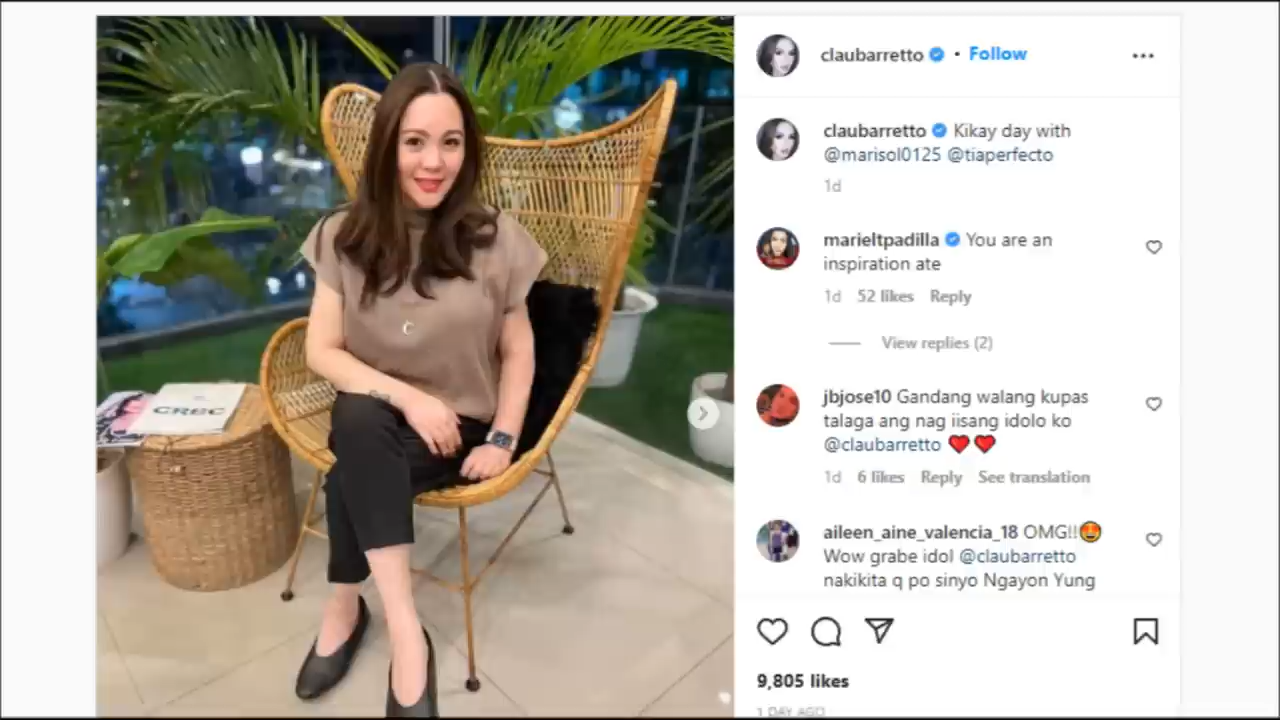 claubarretto • Follow
claubarretto Kikay day with
@marisol0125 @tiaperfecto
1d
marieltpadilla You are an
inspiration ate
1d 52 likes Reply
View replies (2)
jbjose10 Gandang walang kupas
talaga ang nag iisang idolo ko
@claubarretto
1d 6 likes Reply See translation
aileen_aine_valencia_18 OMG!!
Wow grabe idol @claubarretto
nakikita q po sinyo Ngayon Yung
9,805 likes
1 DAY AGO
C